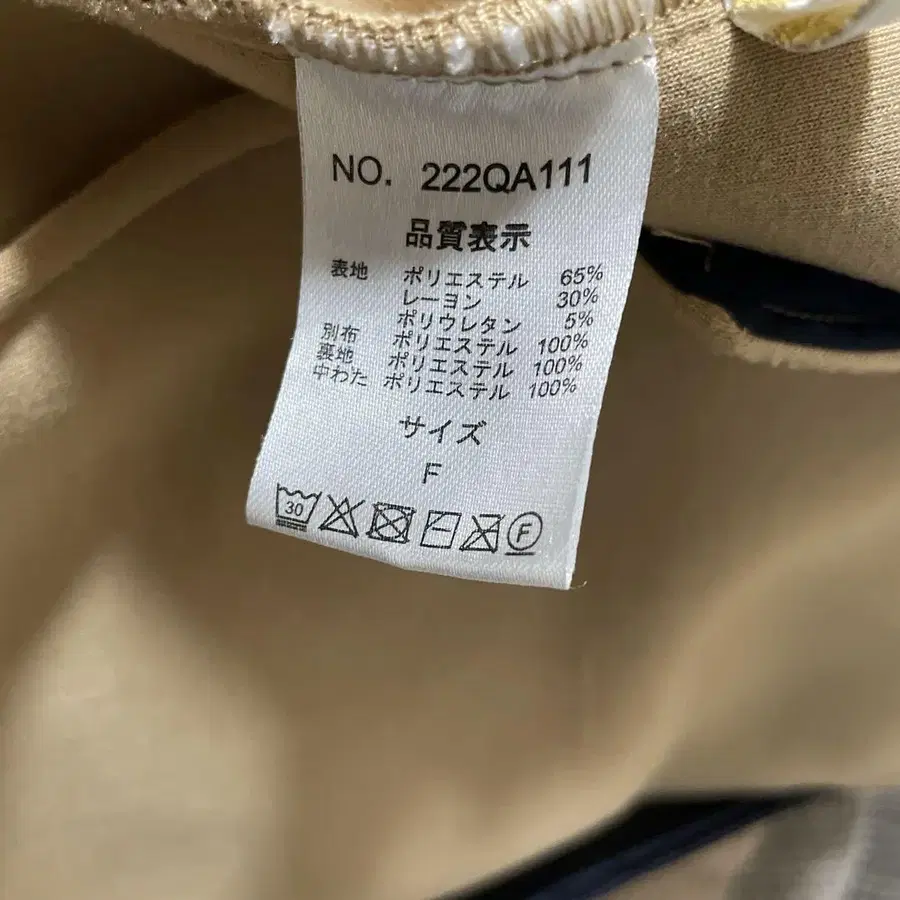 NO. 222QA111
品質表示
表地 ポリエステル 65%
レーヨン 30%
ポリウレタン 5%
別布 ポリエステル 100%
裏地 ポリエステル 100%
中わた ポリエステル 100%
サイズ
F
30 F